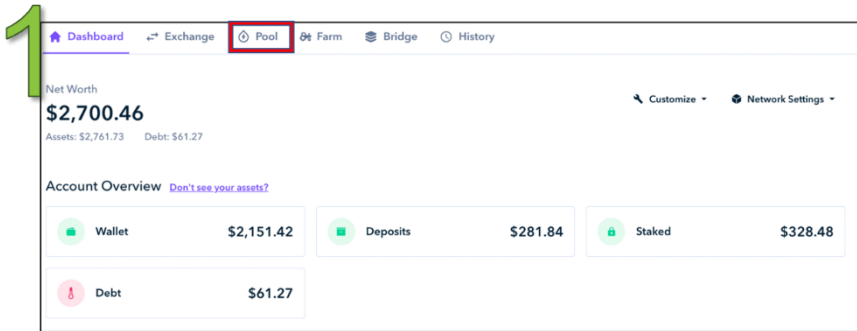 1
Dashboard Exchange Pool Farm Bridge History
Net Worth
$2,700.46
Customize Network Settings
Assets: $2,761.73 Debt: $61.27
Account Overview Don't see your assets?
Wallet $2,151.42 Deposits $281.84 Staked $328.48
Debt $61.27